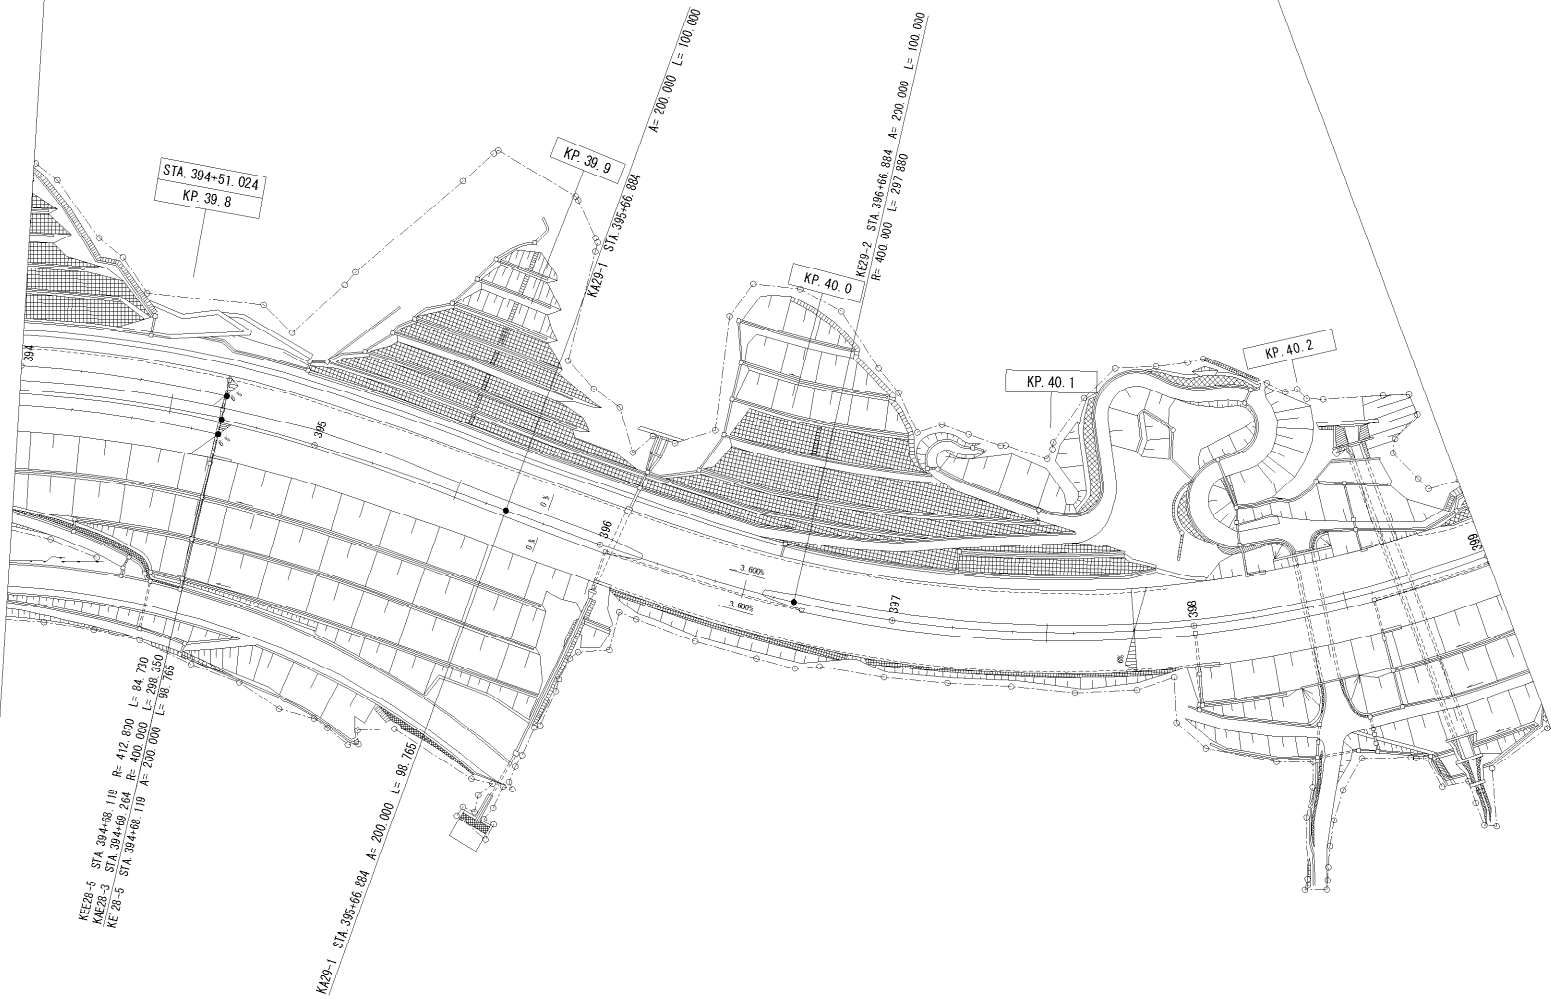 A= 200.000 L= 100.000
KA29-1 STA.395+66.884
KE29-2 STA.396+66.884 A= 200.000 L= 100.000
R= 400.000 L= 297.880
STA. 394+51.024
KP. 39.8
KP. 39.9
KP. 40.0
KP. 40.1
KP. 40.2
394
395
396
397
398
399
3.600%
3.600%
6%
STA.394+68.119 R= 412.800 L= 84.730
KAE28-3 STA.394+69.264 R= 400.000 L= 298.350
KE 28-5 STA.394+68.119 A= 200.000 L= 98.765
KA29-1 STA.395+66.884 A= 200.000 L= 98.765